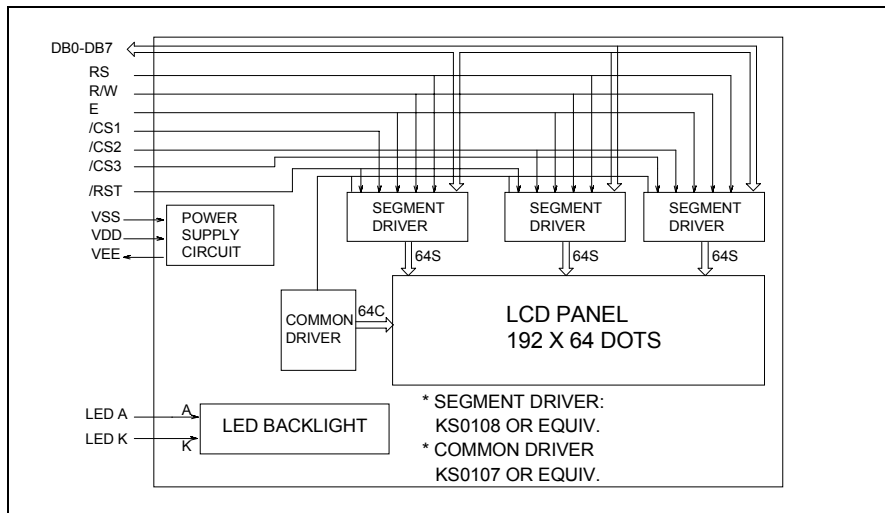 DB0-DB7
RS
R/W
E
/CS1
/CS2
/CS3
/RST
VSS
VDD
VEE
POWER
SUPPLY
CIRCUIT
SEGMENT
DRIVER
SEGMENT
DRIVER
SEGMENT
DRIVER
64S
64S
64S
COMMON
DRIVER
64C
LCD PANEL
192 X 64 DOTS
LED A
A
LED K
K
LED BACKLIGHT
* SEGMENT DRIVER:
KS0108 OR EQUIV.
* COMMON DRIVER
KS0107 OR EQUIV.